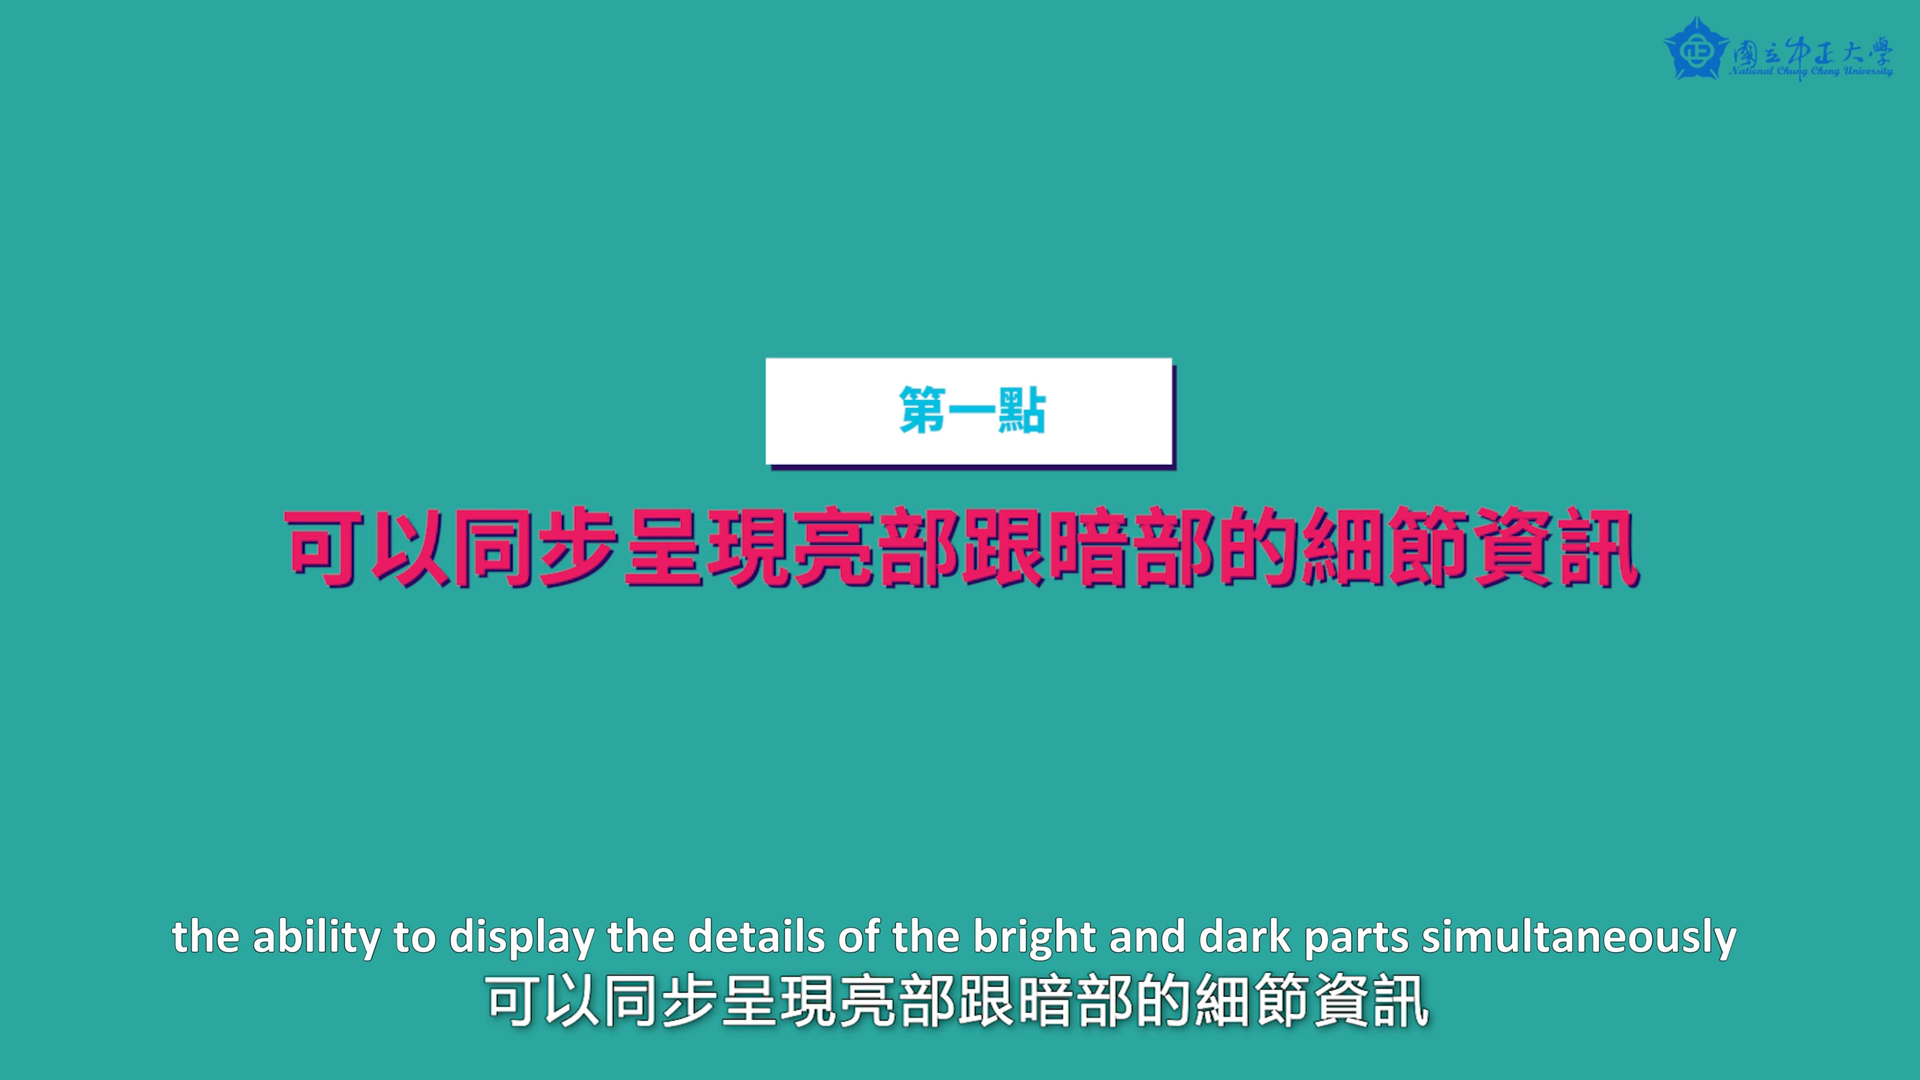 國立中正大學
National Chung Cheng University
第一點
可以同步呈現亮部跟暗部的細節資訊
the ability to display the details of the bright and dark parts simultaneously
可以同步呈現亮部跟暗部的細節資訊